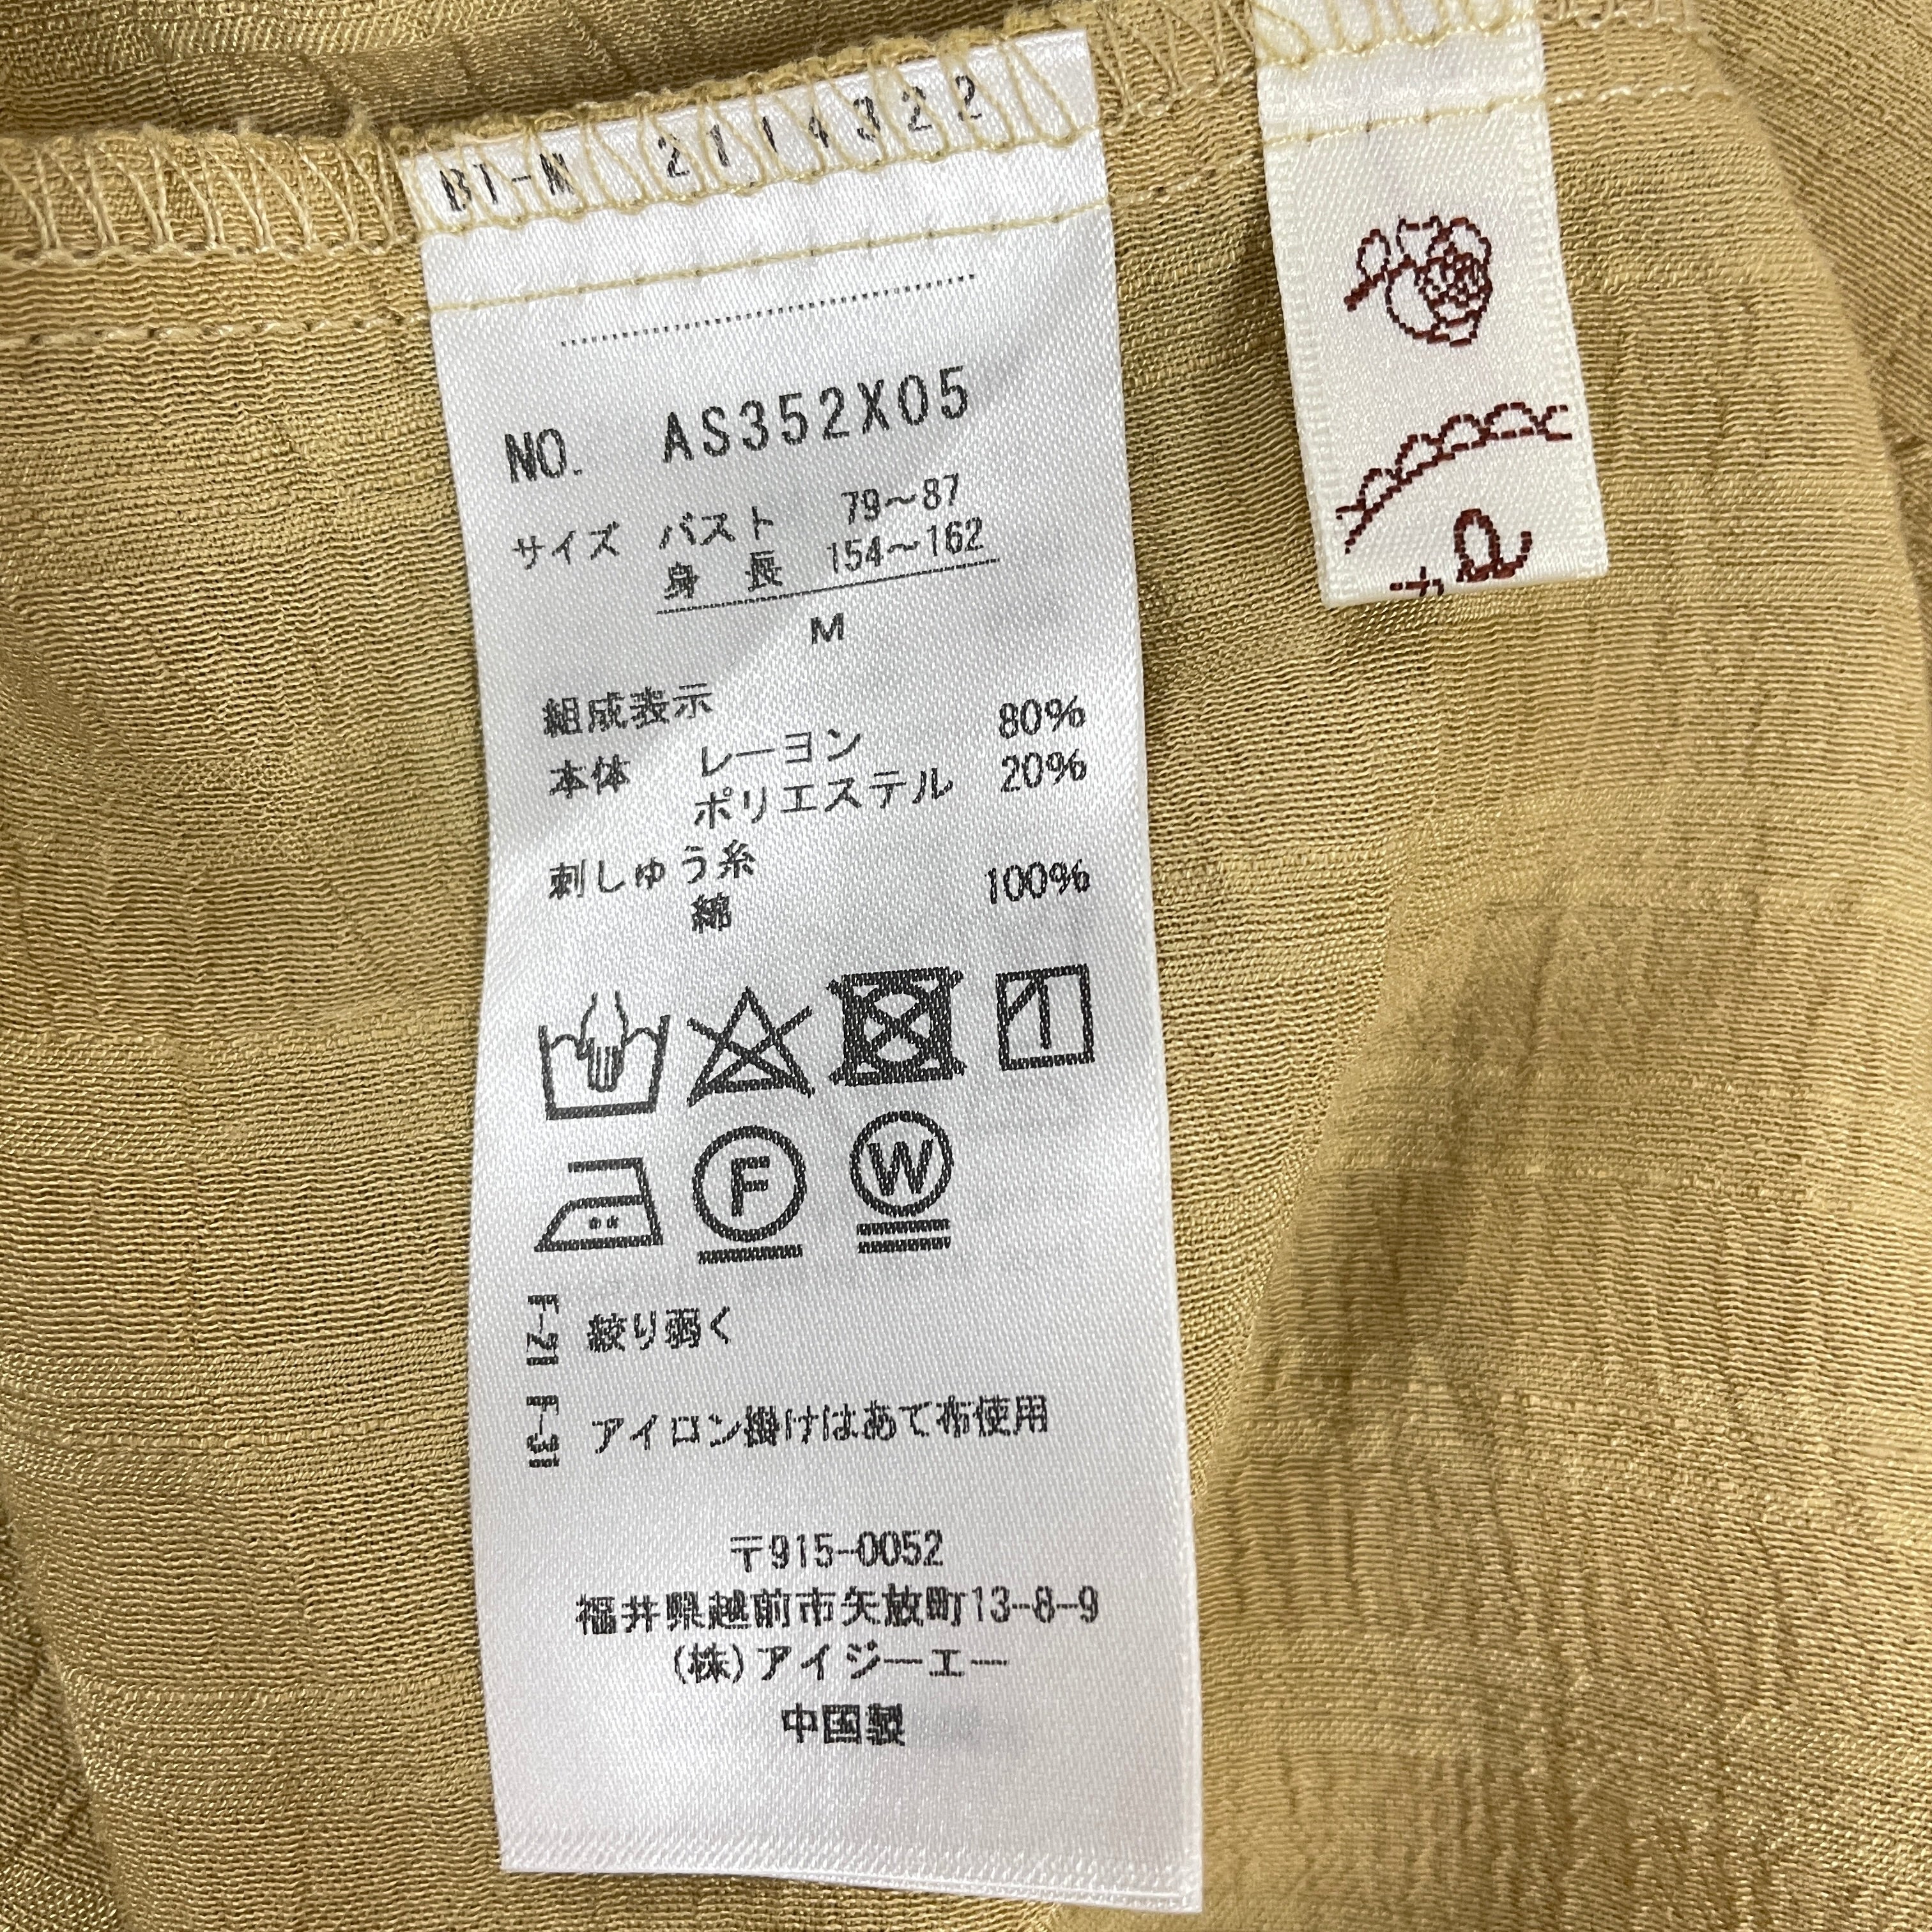 BT-M 2114322
NO. AS352X05
サイズ バスト 79〜87
身 長 154〜162
M
組成表示
本体 レーヨン 80%
ポリエステル 20%
刺しゅう糸
綿 100%
F
W
F-21 絞り弱く
F-31 アイロン掛けはあて布使用
〒915-0052
福井県越前市矢放町13-8-9
(株)アイジーエー
中国製